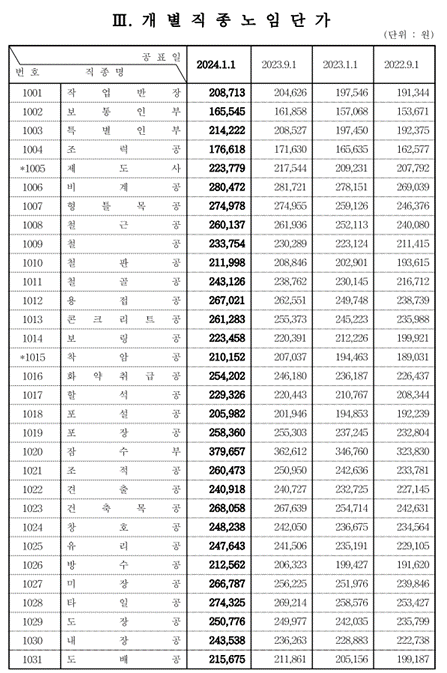 Ⅲ. 개 별 직 종 노 임 단 가
(단위 : 원)
공 표 일
번 호 직 종 명 2024.1.1 2023.9.1 2023.1.1 2022.9.1
1001 작 업 반 장 208,713 204,626 197,546 191,344
1002 보 통 인 부 165,545 161,858 157,068 153,671
1003 특 별 인 부 214,222 208,527 197,450 192,375
1004 조 력 공 176,618 171,630 165,635 162,577
*1005 제 도 사 223,779 217,544 209,231 207,792
1006 비 계 공 280,472 281,721 278,151 269,039
1007 형 틀 목 공 274,978 274,955 259,126 246,376
1008 철 근 공 260,137 261,936 252,113 240,080
1009 철 공 233,754 230,289 223,124 211,415
1010 철 판 공 211,998 208,846 202,901 193,615
1011 철 골 공 243,126 238,762 230,145 216,712
1012 용 접 공 267,021 262,551 249,748 238,739
1013 콘 크 리 트 공 261,283 255,373 245,223 235,988
1014 보 링 공 223,458 220,391 212,226 199,921
*1015 착 암 공 210,152 207,037 194,463 189,031
1016 화 약 취 급 공 254,202 246,180 236,187 226,437
1017 할 석 공 229,326 220,443 210,767 208,344
1018 포 설 공 205,982 201,946 194,853 192,239
1019 포 장 공 258,360 255,303 237,245 232,804
1020 잠 수 부 379,657 362,612 346,760 323,830
1021 조 적 공 260,473 250,950 242,636 233,781
1022 견 출 공 240,918 240,727 232,725 227,145
1023 건 축 목 공 268,058 267,639 254,714 242,631
1024 창 호 공 248,238 242,050 236,675 234,564
1025 유 리 공 247,643 241,506 235,191 229,105
1026 방 수 공 212,562 206,323 199,427 191,620
1027 미 장 공 266,787 256,225 251,976 239,846
1028 타 일 공 274,325 269,214 258,576 253,427
1029 도 장 공 250,776 249,977 242,035 235,799
1030 내 장 공 243,538 236,263 228,883 222,738
1031 도 배 공 215,675 211,861 205,156 199,187